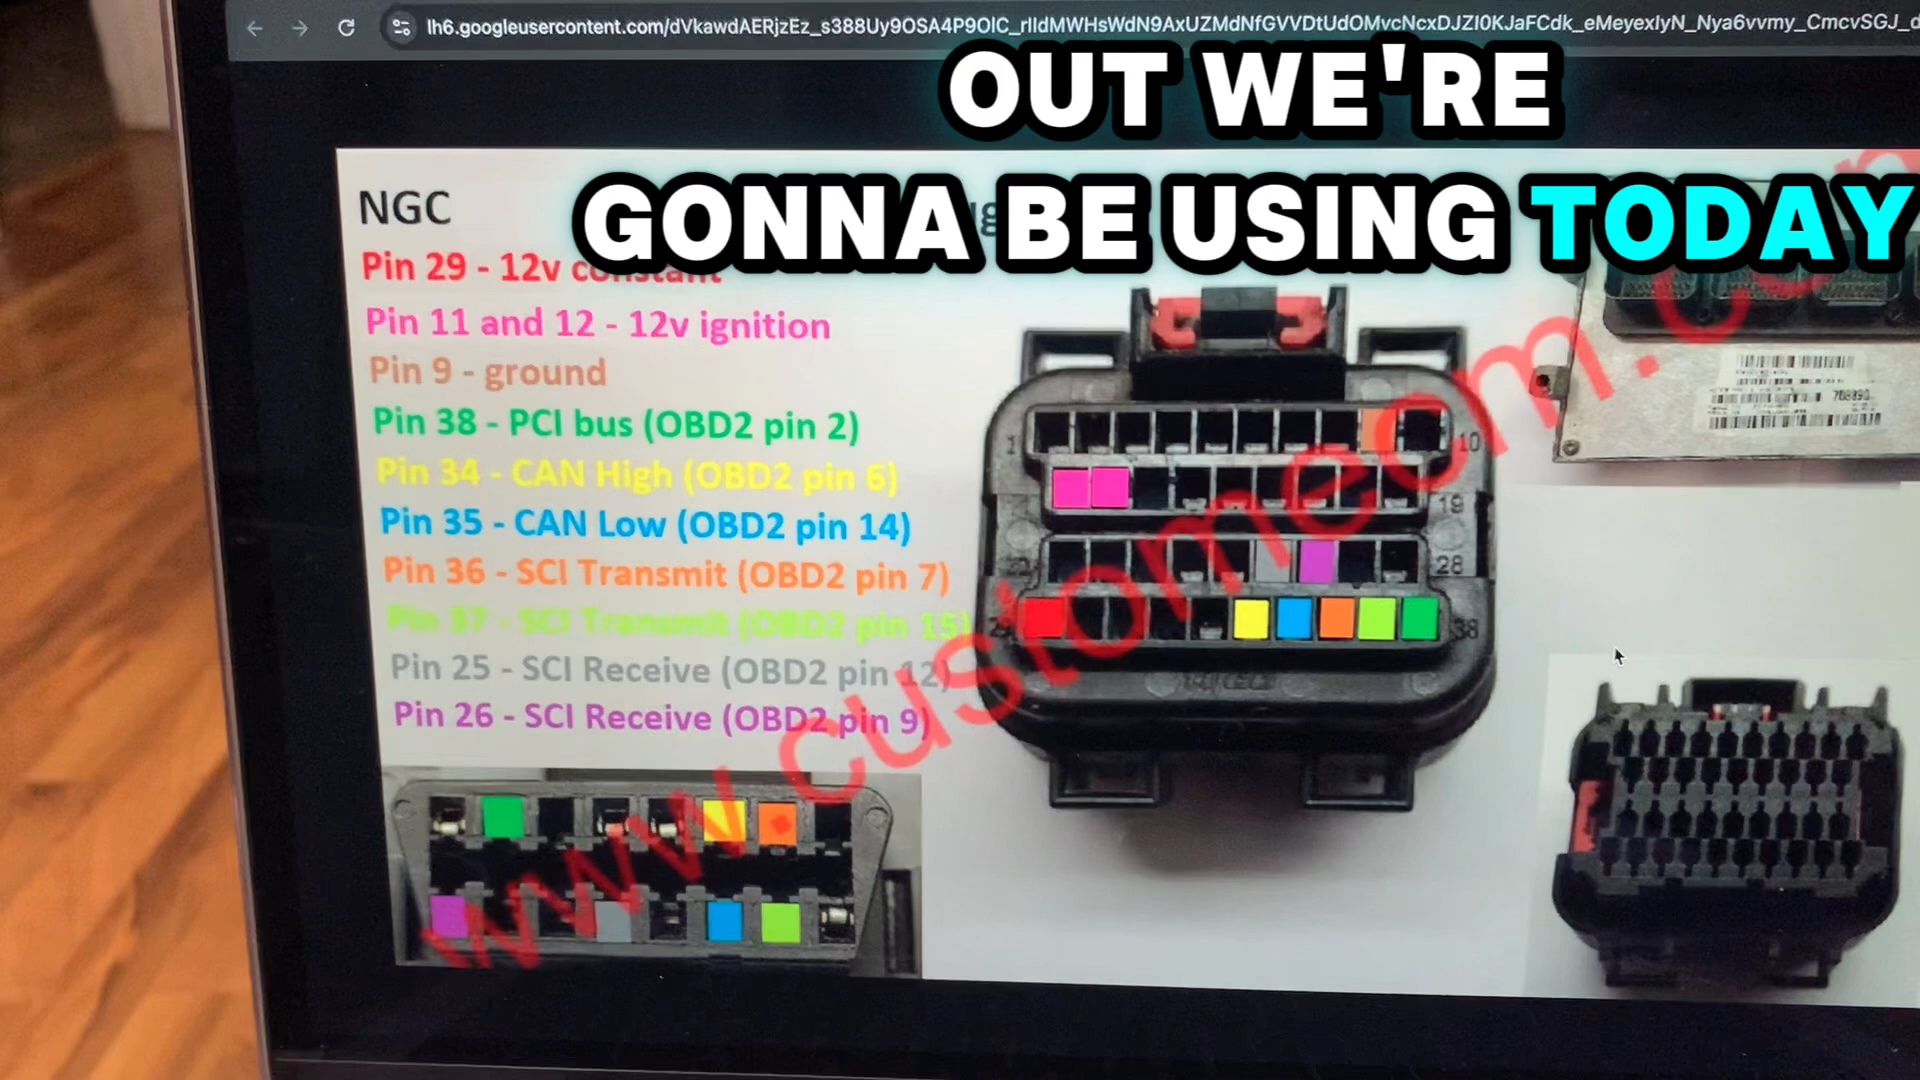 lh6.googleusercontent.com/dVkawdAERjzEz_s388Uy9OSA4P9OlC_rlldMWHsWdN9AxUZMdNfGVVDtUdOMvcNcxDJZl0KJaFCdk_eMeyexlyN_Nya6vvmy_CmcvSGJ_d
OUT WE'RE
GONNA BE USING TODAY
NGC
Pin 29 - 12v constant
Pin 11 and 12 - 12v ignition
Pin 9 - ground
Pin 38 - PCI bus (OBD2 pin 2)
Pin 34 - CAN High (OBD2 pin 6)
Pin 35 - CAN Low (OBD2 pin 14)
Pin 36 - SCI Transmit (OBD2 pin 7)
Pin 37 - SCI Transmit (OBD2 pin 15)
Pin 25 - SCI Receive (OBD2 pin 12)
Pin 26 - SCI Receive (OBD2 pin 9)
1 10
19
28
29 38
www.customecm.com